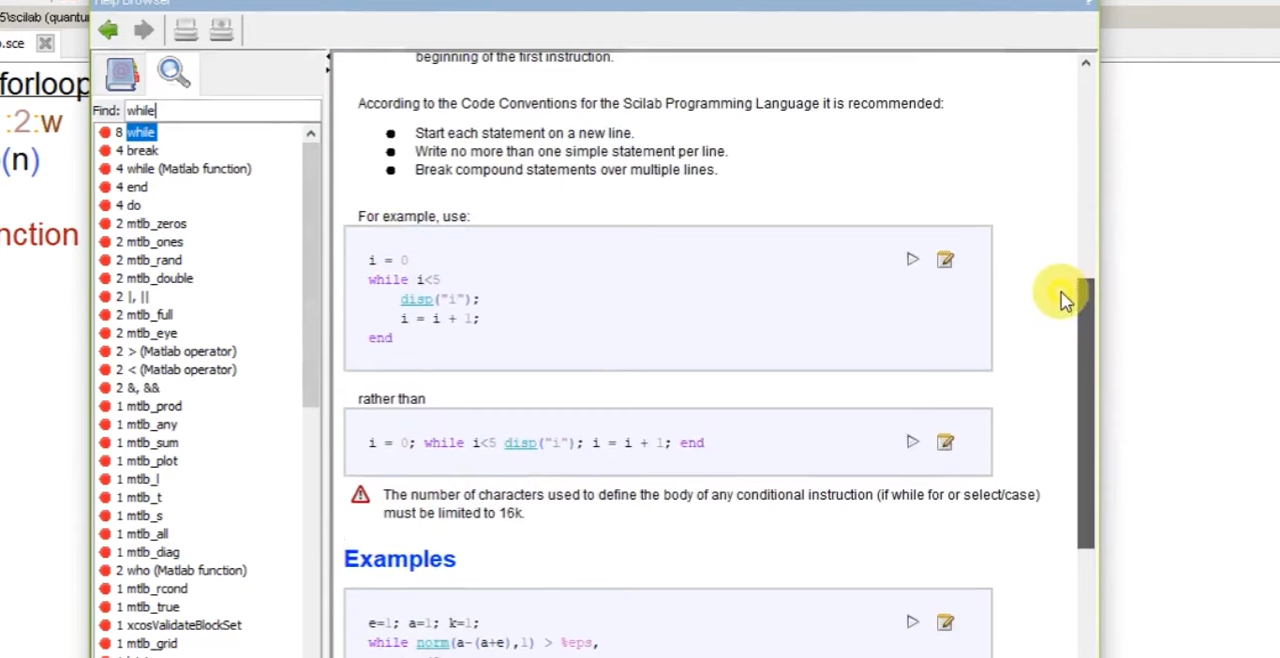 Help Browser
5\scilab (quantu
.sce
forloop
:2:w
(n)
nction
Find: while
8 while
4 break
4 while (Matlab function)
4 end
4 do
2 mtlb_zeros
2 mtlb_ones
2 mtlb_rand
2 mtlb_double
2 |, ||
2 mtlb_full
2 mtlb_eye
2 > (Matlab operator)
2 < (Matlab operator)
2 &, &&
1 mtlb_prod
1 mtlb_any
1 mtlb_sum
1 mtlb_plot
1 mtlb_l
1 mtlb_t
1 mtlb_s
1 mtlb_all
1 mtlb_diag
2 who (Matlab function)
1 mtlb_rcond
1 mtlb_true
1 xcosValidateBlockSet
1 mtlb_grid
beginning of the first instruction.
According to the Code Conventions for the Scilab Programming Language it is recommended:
Start each statement on a new line.
Write no more than one simple statement per line.
Break compound statements over multiple lines.
For example, use:
i = 0
while i<5
disp("i");
i = i + 1;
end
rather than
i = 0; while i<5 disp("i"); i = i + 1; end
The number of characters used to define the body of any conditional instruction (if while for or select/case)
must be limited to 16k.
Examples
e=1; a=1; k=1;
while norm(a-(a+e),1) > %eps,